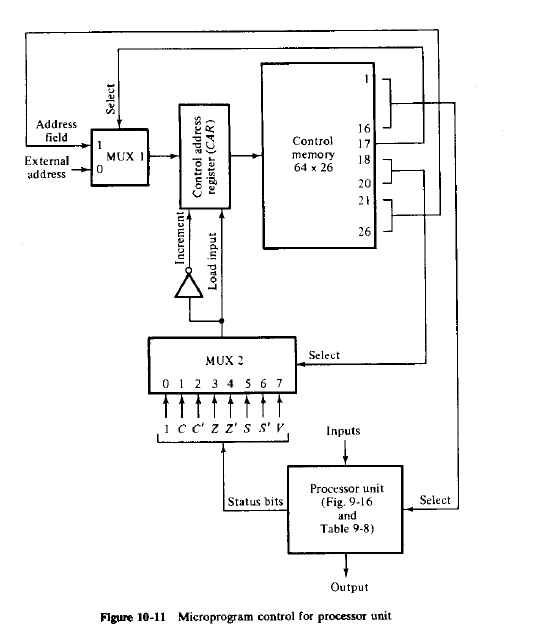 Select
Address
field
External
address
1
0
MUX 1
Control address
register (CAR)
Control
memory
64 x 26
1
16
17
18
20
21
26
Increment
Load input
MUX 2
Select
0 1 2 3 4 5 6 7
1 C C' Z Z' S S' V
Inputs
Status bits
Processor unit
(Fig. 9-16
and
Table 9-8)
Select
Output
Figure 10-11 Microprogram control for processor unit